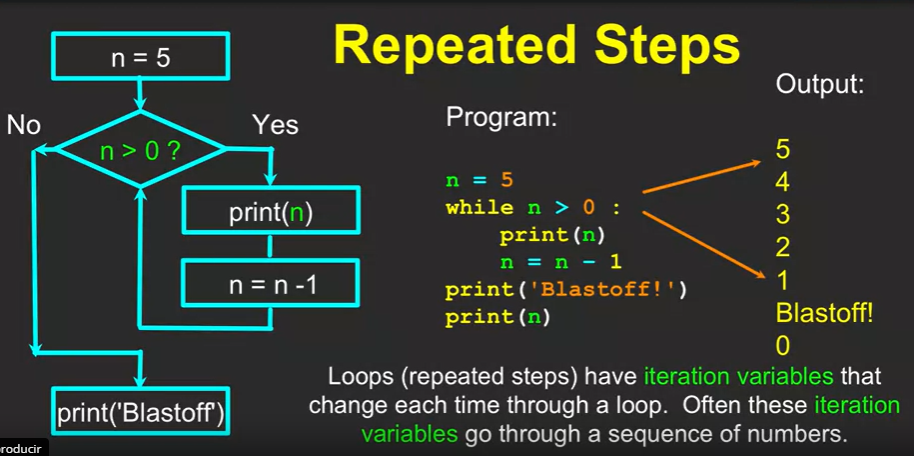 Repeated Steps
n = 5
No
Yes
n > 0 ?
print(n)
n = n -1
print('Blastoff')
Program:
n = 5
while n > 0 :
    print(n)
    n = n – 1
print('Blastoff!')
print(n)
Output:
5
4
3
2
1
Blastoff!
0
Loops (repeated steps) have iteration variables that
change each time through a loop.  Often these iteration
variables go through a sequence of numbers.
roducir